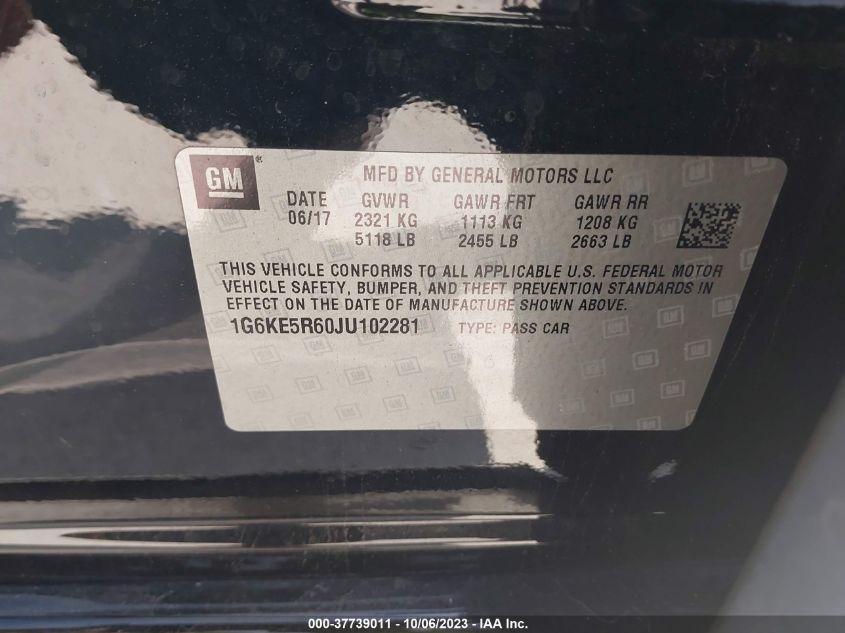 GM
MFD BY GENERAL MOTORS LLC
DATE GVWR GAWR FRT GAWR RR
06/17 2321 KG 1113 KG 1208 KG
5118 LB 2455 LB 2663 LB
THIS VEHICLE CONFORMS TO ALL APPLICABLE U.S. FEDERAL MOTOR
VEHICLE SAFETY, BUMPER, AND THEFT PREVENTION STANDARDS IN
EFFECT ON THE DATE OF MANUFACTURE SHOWN ABOVE.
1G6KE5R60JU102281 TYPE: PASS CAR
000-37739011 - 10/06/2023 - IAA Inc.